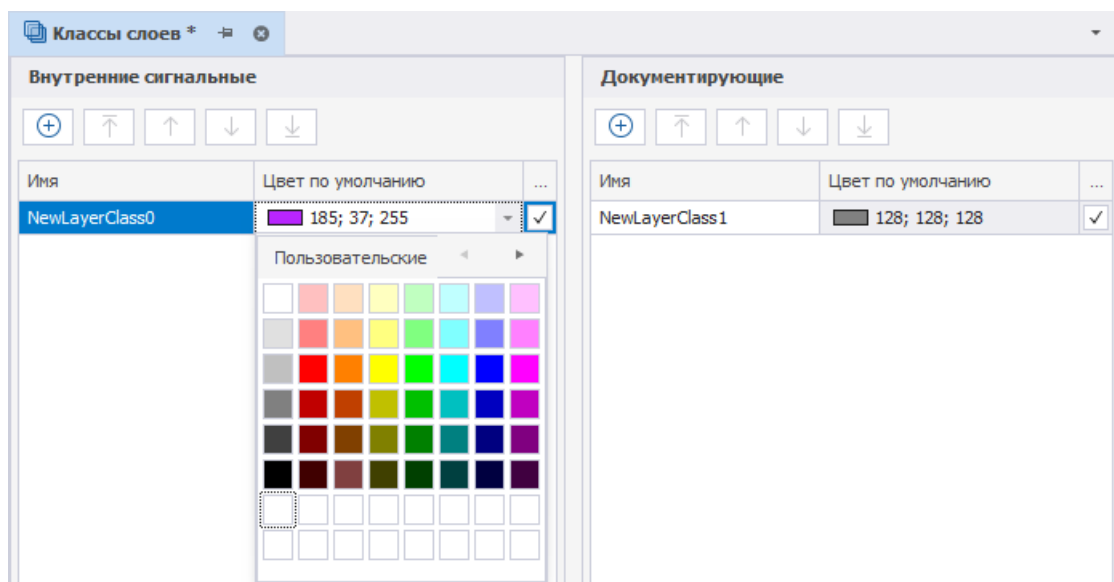 Классы слоев *
Внутренние сигнальные
Имя
Цвет по умолчанию
...
NewLayerClass0
185; 37; 255
Пользовательские
Документирующие
Имя
Цвет по умолчанию
...
NewLayerClass1
128; 128; 128